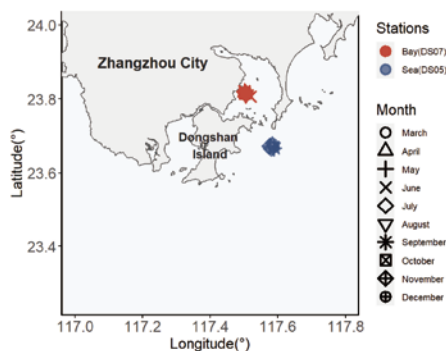 24.0
23.8
23.6
23.4
Latitude(°)
Zhangzhou City
Dongshan
Island
117.0
117.2
117.4
117.6
117.8
Longitude(°)
Stations
Bay(DS07)
Sea(DS05)
Month
March
April
May
June
July
August
September
October
November
December